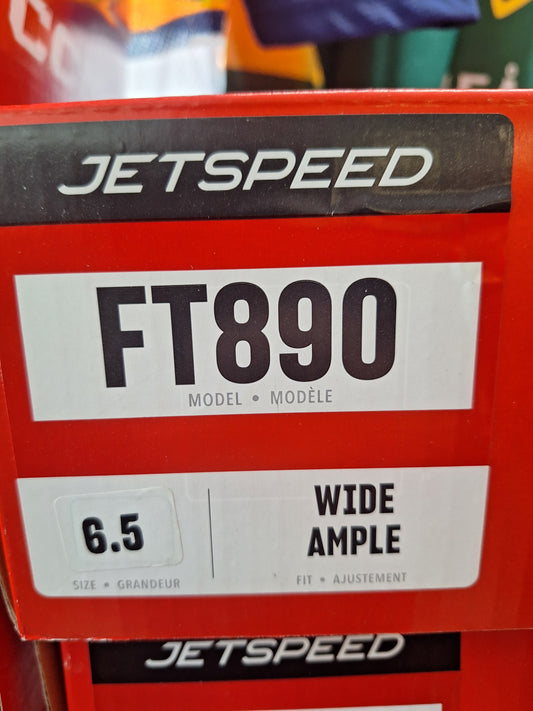 JETSPEED
FT890
MODEL • MODÈLE
6.5
SIZE • GRANDEUR
WIDE
AMPLE
FIT • AJUSTEMENT
JETSPEED